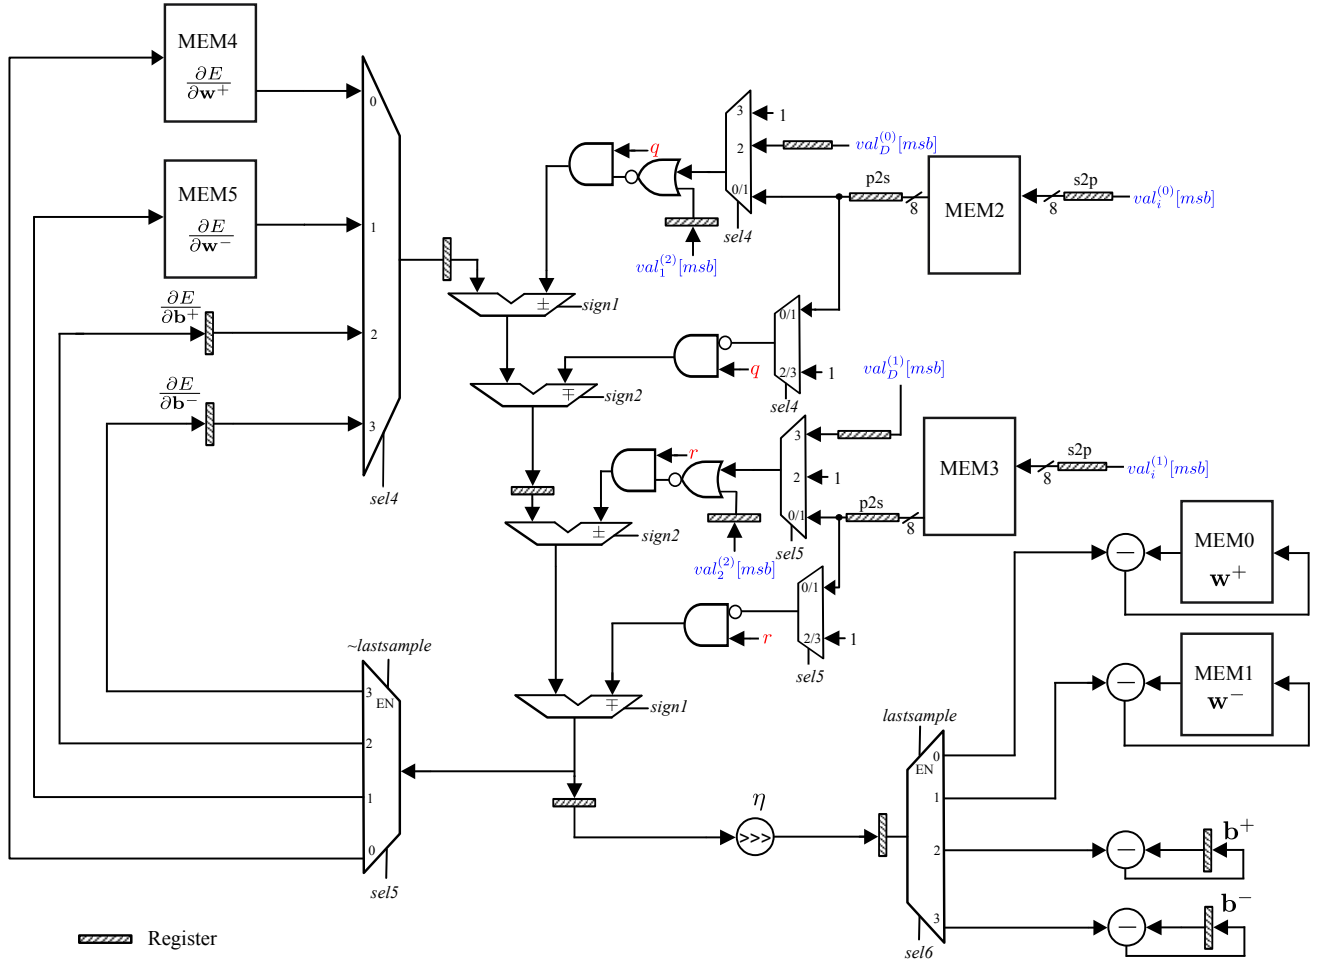 MEM4
∂E
∂w⁺
0
MEM5
∂E
∂w⁻
1
∂E
∂b⁺
2
∂E
∂b⁻
3
sel4
3
1
2
val_D^(0)[msb]
q
0/1
p2s
8
MEM2
s2p
8
val_i^(0)[msb]
sel4
val_1^(2)[msb]
± sign1
0/1
q
2/3
1
sel4
∓ sign2
val_D^(1)[msb]
3
r
2
1
0/1
p2s
8
MEM3
s2p
8
val_i^(1)[msb]
sel5
± sign2
val_2^(2)[msb]
0/1
r
2/3
1
sel5
MEM0
w⁺
−
MEM1
w⁻
−
~lastsample
3
EN
2
1
0
sel5
∓ sign1
η
>>>
lastsample
0
EN
1
2
3
sel6
−
b⁺
−
b⁻
Register